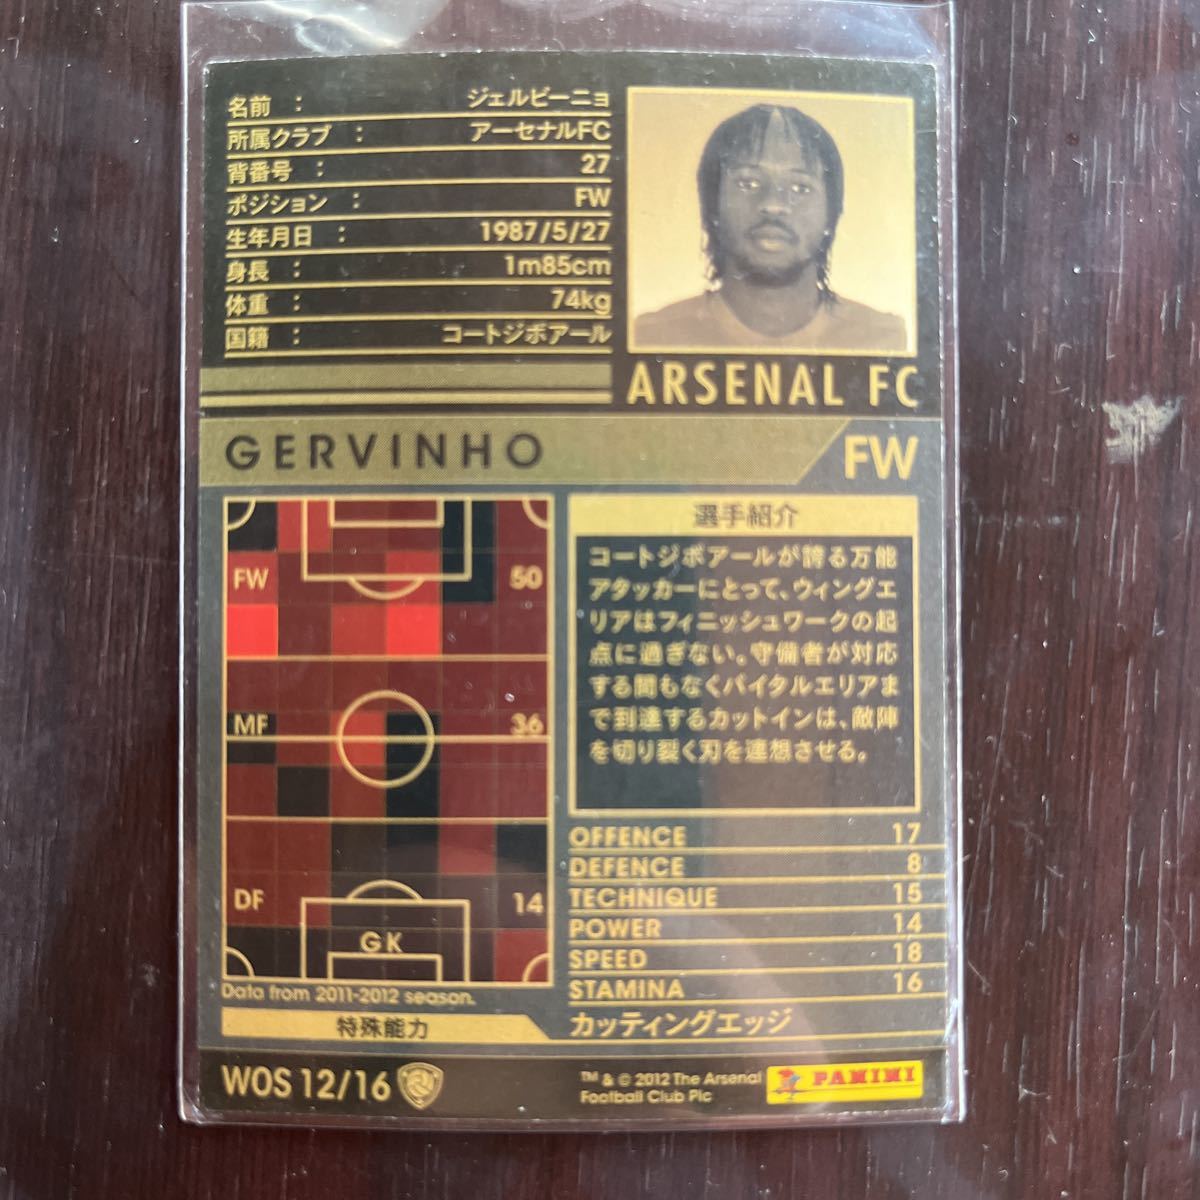 名前 : ジェルビーニョ
所属クラブ : アーセナルFC
背番号 : 27
ポジション : FW
生年月日 : 1987/5/27
身長 : 1m85cm
体重 : 74kg
国籍 : コートジボアール
ARSENAL FC
GERVINHO FW
FW 50
MF 36
DF 14
GK
Data from 2011-2012 season.
選手紹介
コートジボアールが誇る万能
アタッカーにとって、ウィングエ
リアはフィニッシュワークの起
点に過ぎない。守備者が対応
する間もなくバイタルエリアま
で到達するカットインは、敵陣
を切り裂く刃を連想させる。
OFFENCE 17
DEFENCE 8
TECHNIQUE 15
POWER 14
SPEED 18
STAMINA 16
特殊能力 カッティングエッジ
WOS 12/16
™ & © 2012 The Arsenal
Football Club Plc
PANINI